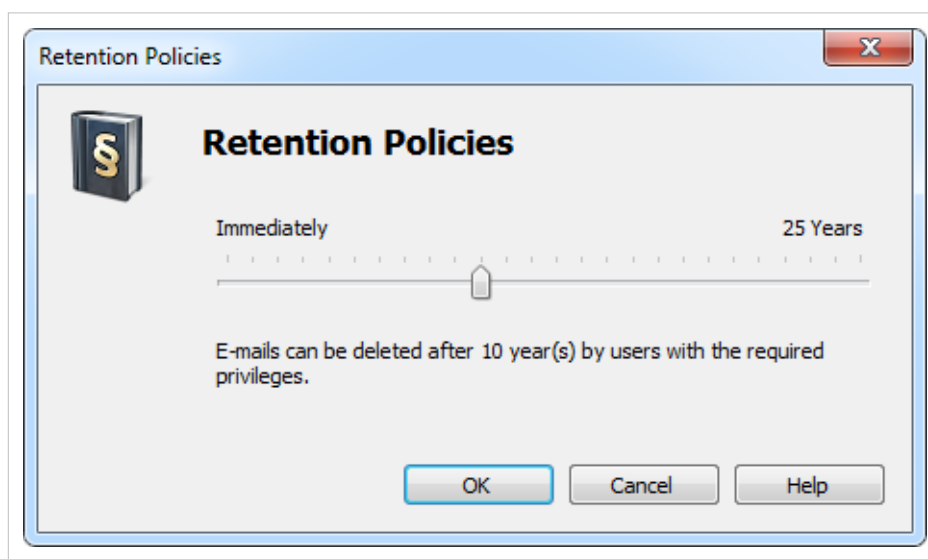 Retention Policies
§
Retention Policies
Immediately
25 Years
E-mails can be deleted after 10 year(s) by users with the required
privileges.
OK
Cancel
Help